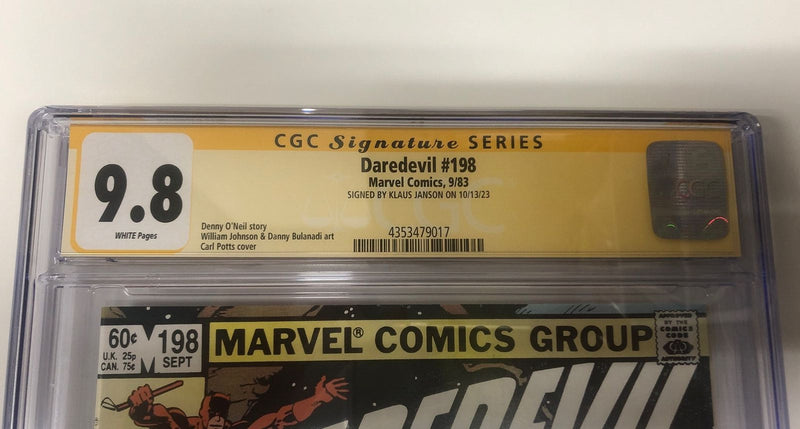 CGC Signature SERIES
9.8
WHITE Pages
Daredevil #198
Marvel Comics, 9/83
SIGNED BY KLAUS JANSON ON 10/13/23
Denny O'Neil story
William Johnson & Danny Bulanadi art
Carl Potts cover
4353479017
CGC
60¢
U.K. 25p
CAN. 75¢
M
198
SEPT
MARVEL® COMICS GROUP
APPROVED
BY THE
COMICS
CODE
AUTHORITY
DAREDEVIL